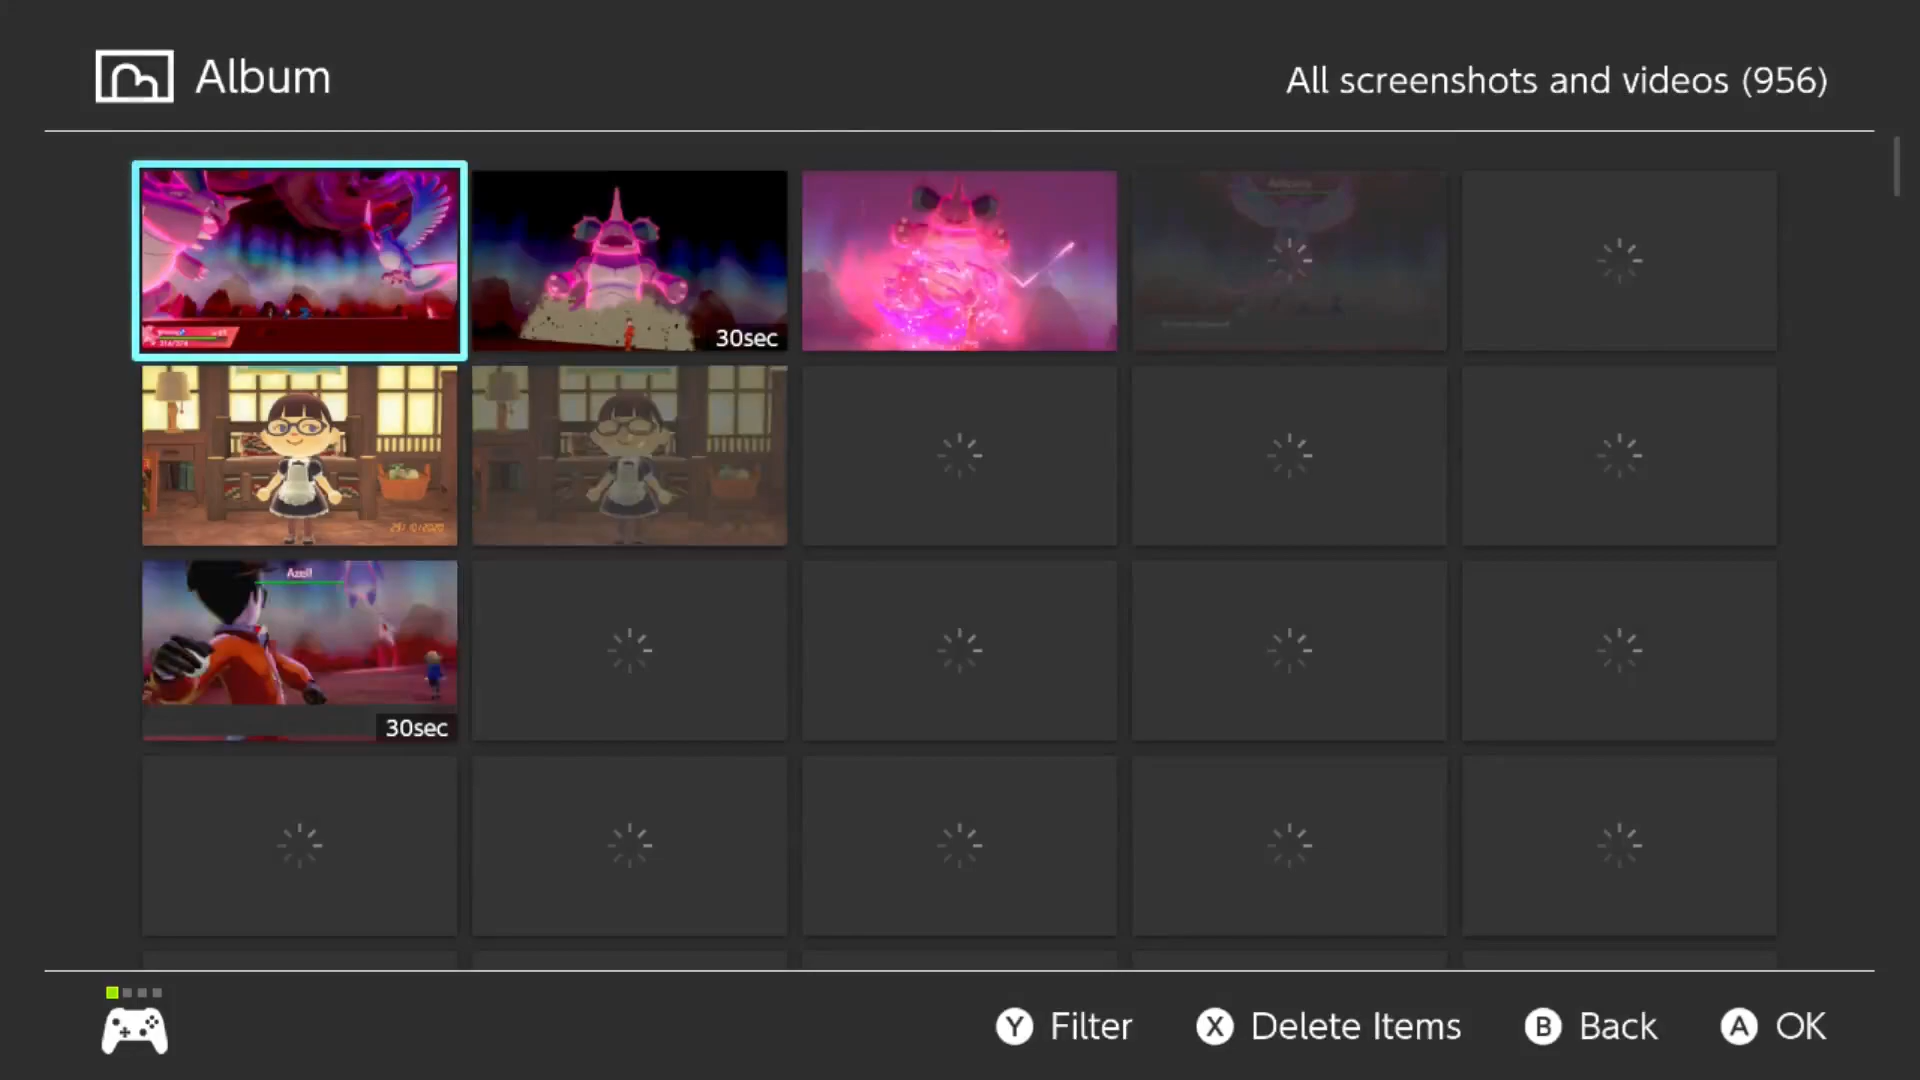 Album
All screenshots and videos (956)
30sec
Azelf
30sec
Y Filter
X Delete Items
B Back
A OK